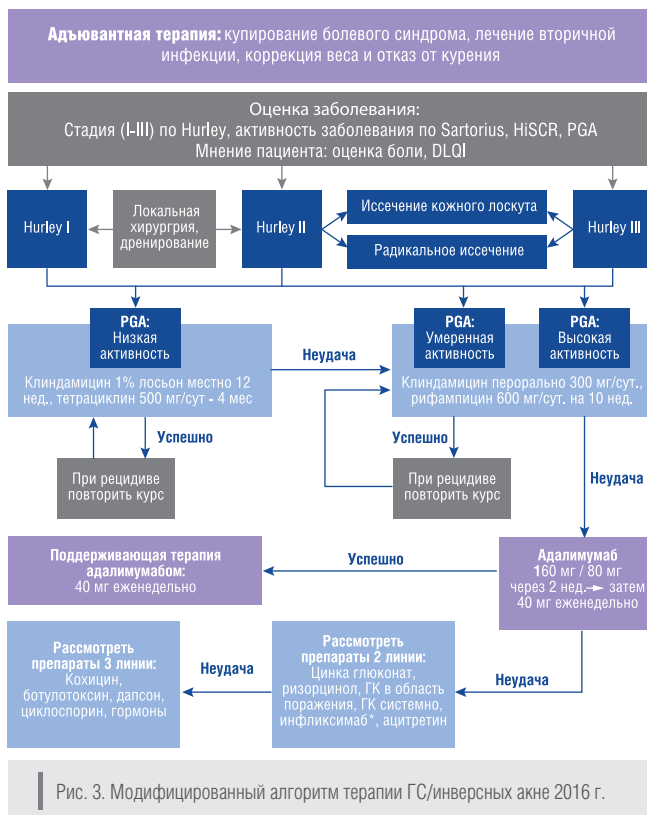 Адъювантная терапия: купирование болевого синдрома, лечение вторичной
инфекции, коррекция веса и отказ от курения
Оценка заболевания:
Стадия (I-III) по Hurley, активность заболевания по Sartorius, HiSCR, PGA
Мнение пациента: оценка боли, DLQI
Hurley I
Локальная
хирургрия,
дренирование
Hurley II
Иссечение кожного лоскута
Радикальное иссечение
Hurley III
PGA:
Низкая
активность
Клиндамицин 1% лосьон местно 12
нед., тетрациклин 500 мг/сут - 4 мес
Неудача
PGA:
Умеренная
активность
PGA:
Высокая
активность
Клиндамицин перорально 300 мг/сут.,
рифампицин 600 мг/сут. на 10 нед.
Успешно
При рецидиве
повторить курс
Успешно
При рецидиве
повторить курс
Неудача
Поддерживающая терапия
адалимумабом:
40 мг еженедельно
Успешно
Адалимумаб
160 мг / 80 мг
через 2 нед.→ затем
40 мг еженедельно
Рассмотреть
препараты 3 линии:
Кохицин,
ботулотоксин, дапсон,
циклоспорин, гормоны
Неудача
Рассмотреть
препараты 2 линии:
Цинка глюконат,
ризорцинол, ГК в область
поражения, ГК системно,
инфликсимаб*, ацитретин
Неудача
Рис. 3. Модифицированный алгоритм терапии ГС/инверсных акне 2016 г.